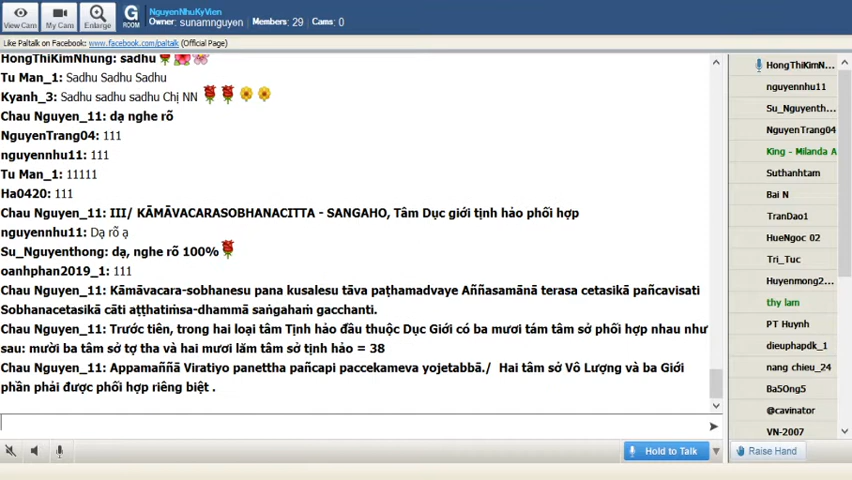 View Cam
My Cam
Enlarge
G
ROOM
NguyenNhuKyVien
Owner: sunamnguyen Members: 29 Cams: 0
Like Paltalk on Facebook: www.facebook.com/paltalk (Official Page)
HongThiKimNhung: sadhu
Tu Man_1: Sadhu Sadhu Sadhu
Kyanh_3: Sadhu sadhu sadhu Chị NN
Chau Nguyen_11: dạ nghe rõ
NguyenTrang04: 111
nguyennhu11: 111
Tu Man_1: 11111
Ha0420: 111
Chau Nguyen_11: III/ KĀMĀVACARASOBHANACITTA - SANGAHO, Tâm Dục giới tịnh hảo phối hợp
nguyennhu11: Dạ rõ ạ
Su_Nguyenthong: dạ, nghe rõ 100%
oanhphan2019_1: 111
Chau Nguyen_11: Kāmāvacara-sobhanesu pana kusalesu tāva paṭhamadvaye Aññasamānā terasa cetasikā pañcavisati
Sobhanacetasikā cāti aṭṭhatiṁsa-dhammā saṅgahaṁ gacchanti.
Chau Nguyen_11: Trước tiên, trong hai loại tâm Tịnh hảo đầu thuộc Dục Giới có ba mươi tám tâm sở phối hợp nhau như
sau: mười ba tâm sở tợ tha và hai mươi lăm tâm sở tịnh hảo = 38
Chau Nguyen_11: Appamaññā Viratiyo panettha pañcapi paccekameva yojetabbā./ Hai tâm sở Vô Lượng và ba Giới
phần phải được phối hợp riêng biệt .
HongThiKimN...
nguyennhu11
Su_Nguyenth...
NguyenTrang04
King - Milanda A
Suthanhtam
Bai N
TranDao1
HueNgoc 02
Tri_Tuc
Huyenmong2...
thy lam
PT Huynh
dieuphapdk_1
nang chieu_24
Ba5Ong5
@cavinator
VN-2007
Hold to Talk
Raise Hand